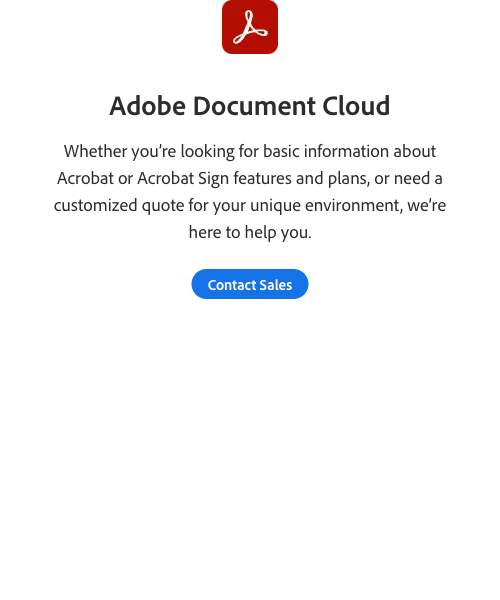 Adobe Document Cloud
Whether you’re looking for basic information about
Acrobat or Acrobat Sign features and plans, or need a
customized quote for your unique environment, we’re
here to help you.
Contact Sales